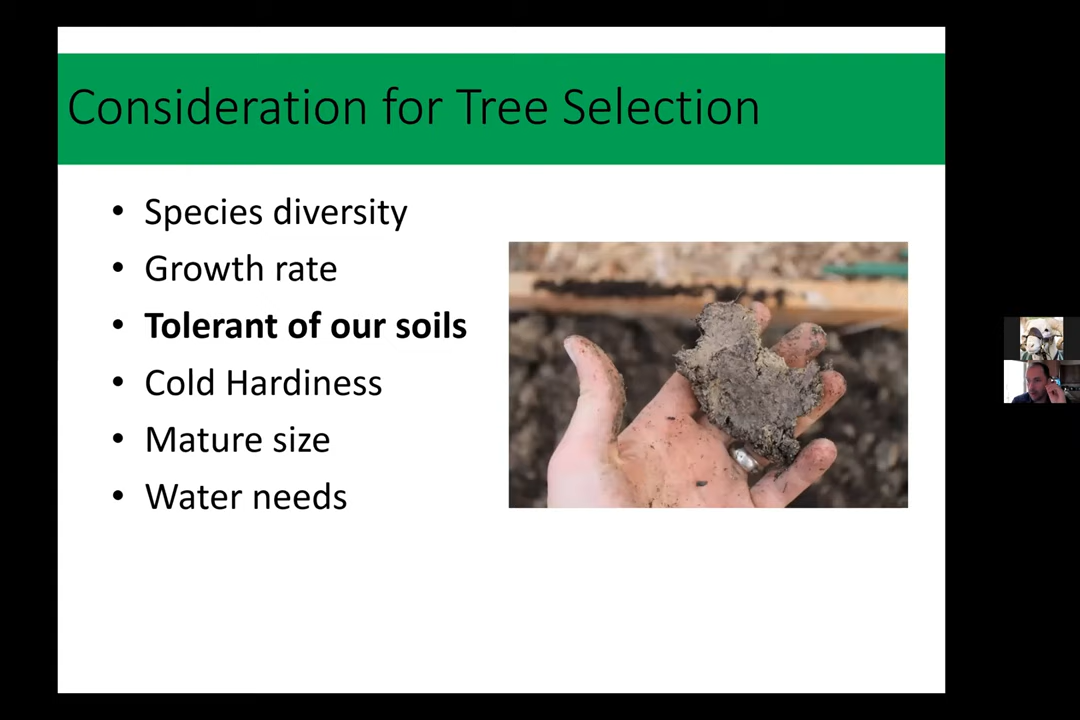 Consideration for Tree Selection
• Species diversity
• Growth rate
• Tolerant of our soils
• Cold Hardiness
• Mature size
• Water needs